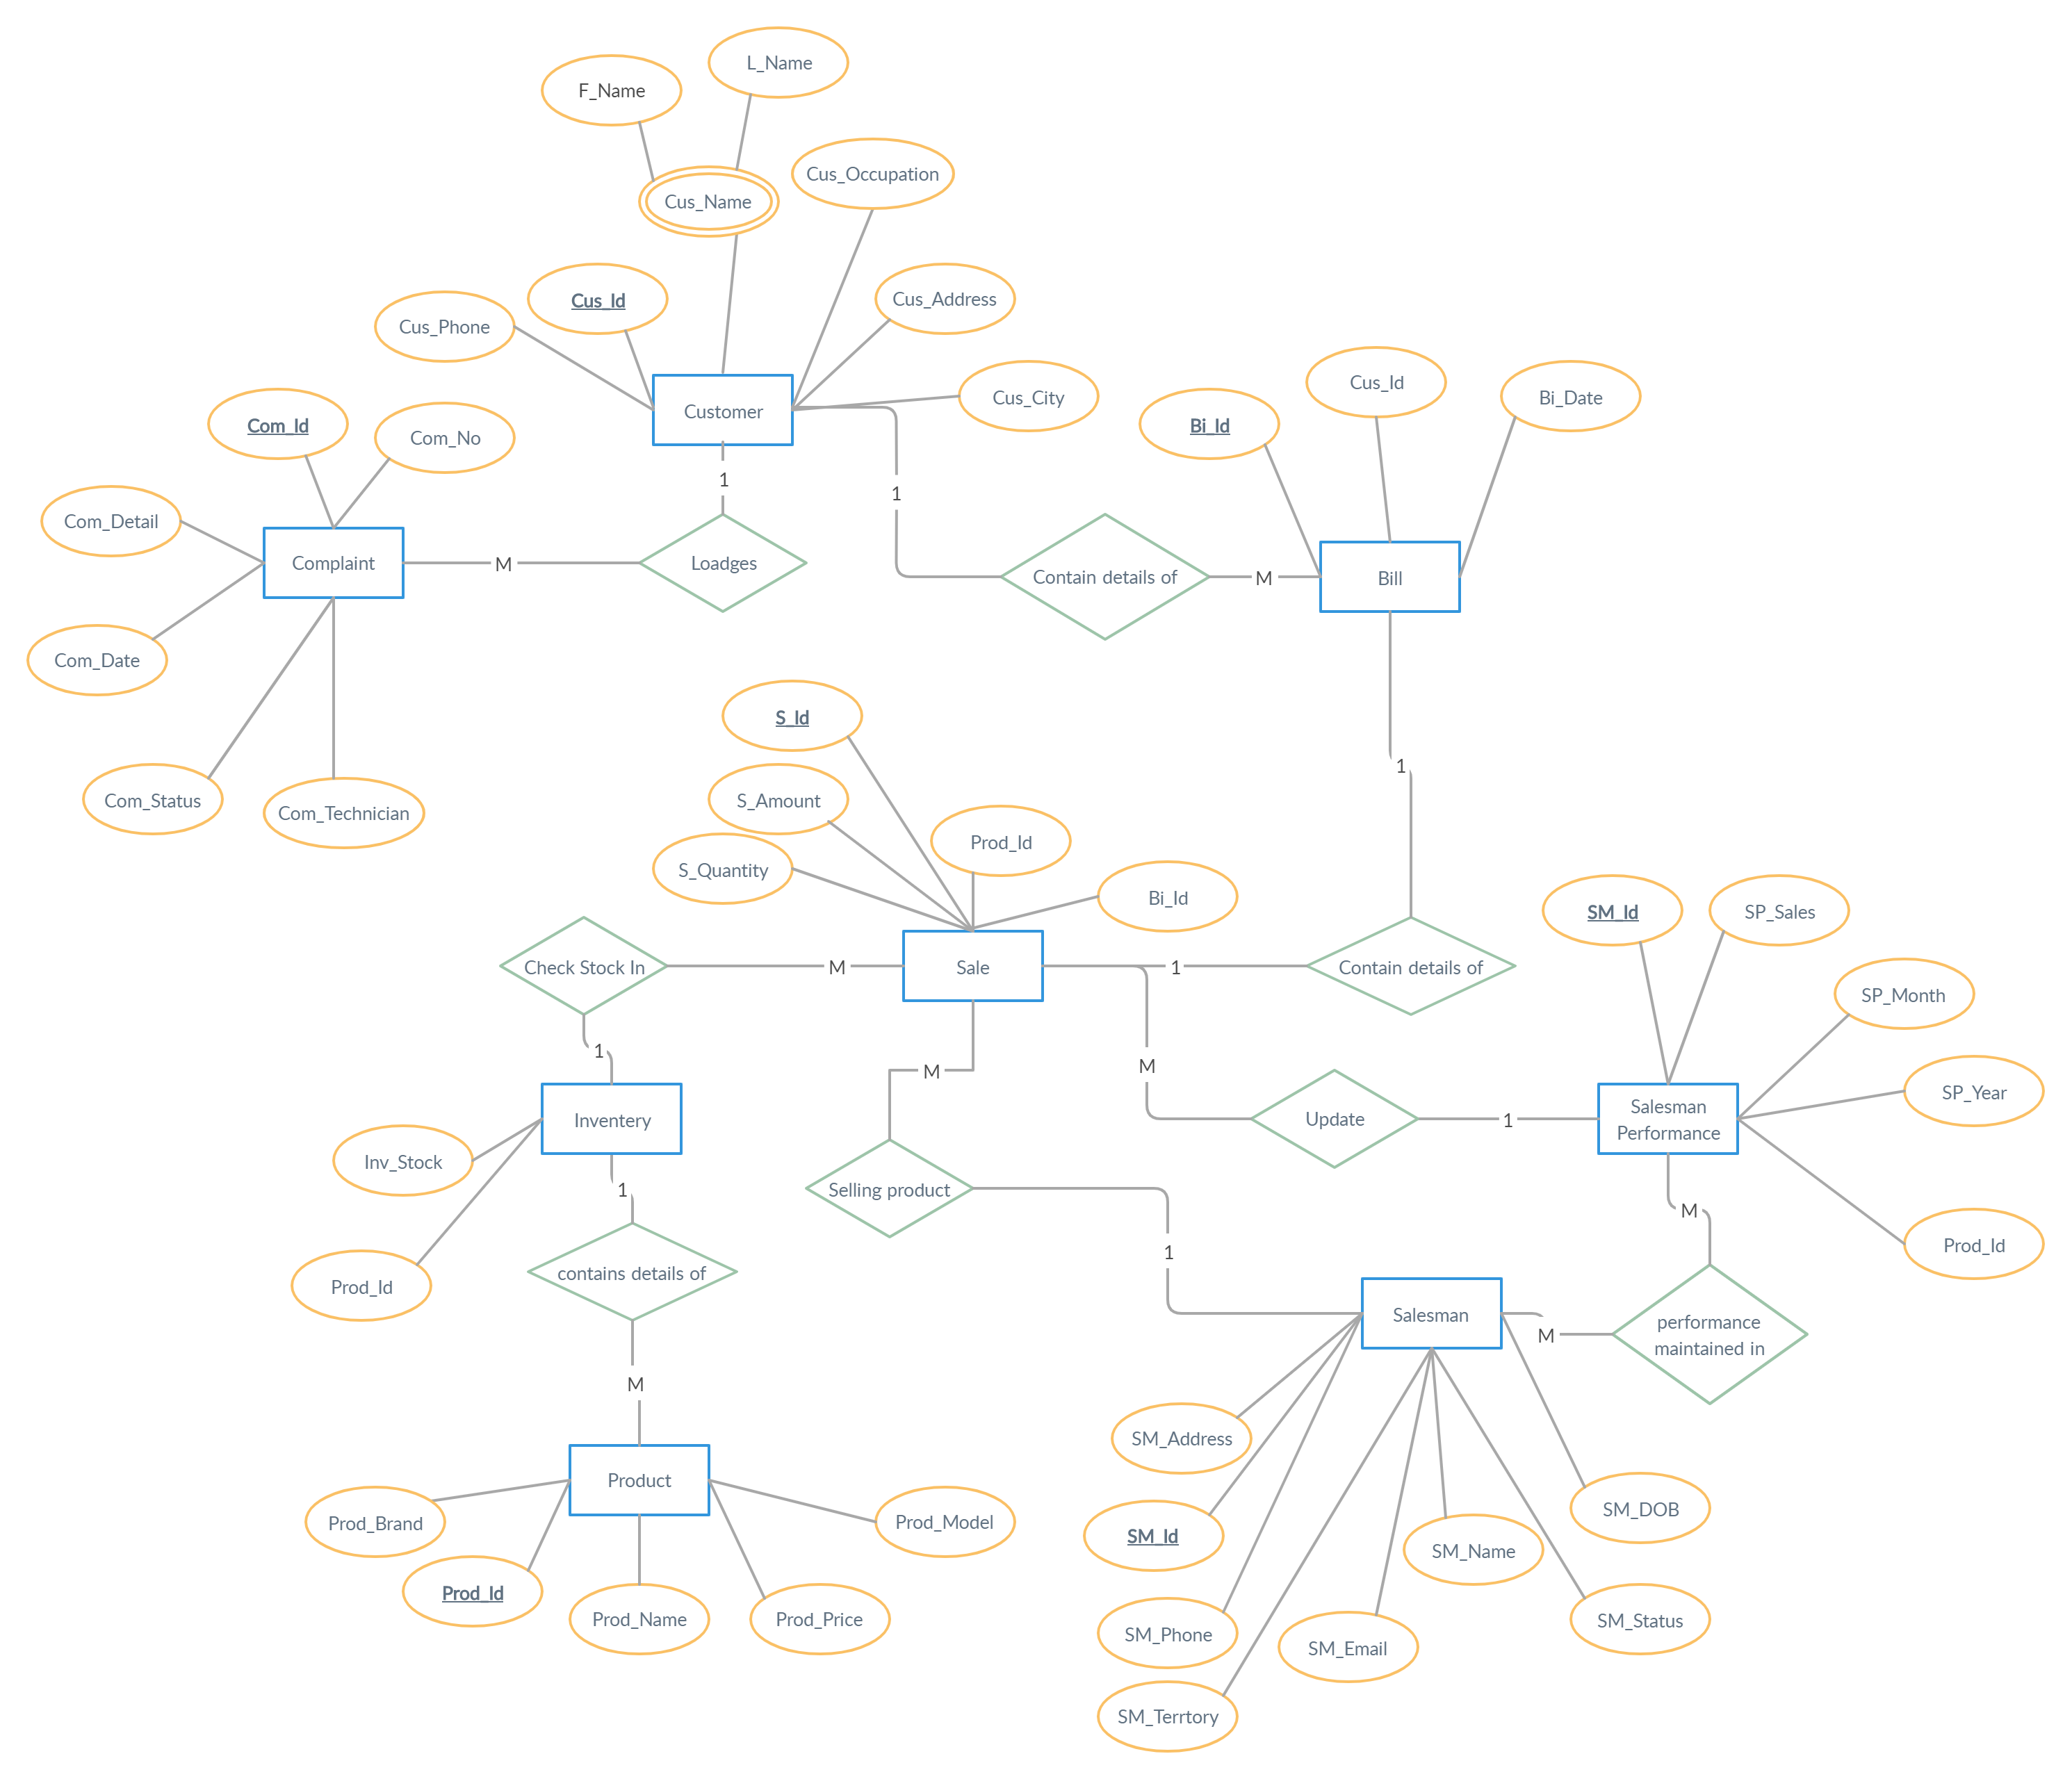 L_Name
F_Name
Cus_Occupation
Cus_Name
Cus_Id
Cus_Address
Cus_Phone
Cus_Id
Bi_Date
Cus_City
Customer
Com_Id
Bi_Id
Com_No
1
1
Com_Detail
Complaint
M
Loadges
Contain details of
M
Bill
Com_Date
S_Id
1
Com_Status
S_Amount
Com_Technician
Prod_Id
S_Quantity
Bi_Id
SM_Id
SP_Sales
Check Stock In
M
Sale
1
Contain details of
SP_Month
1
M
M
SP_Year
Inventery
Update
1
Salesman
Performance
Inv_Stock
1
Selling product
M
1
Prod_Id
contains details of
Prod_Id
Salesman
M
performance
maintained in
M
SM_Address
Product
Prod_Brand
Prod_Model
SM_DOB
SM_Id
SM_Name
Prod_Id
Prod_Name
Prod_Price
SM_Phone
SM_Email
SM_Status
SM_Terrtory